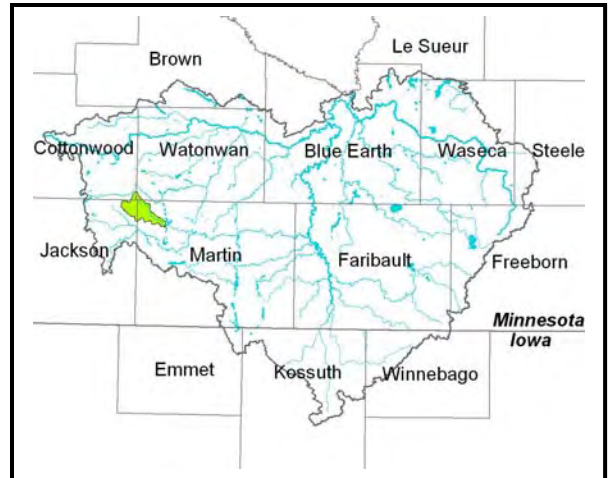 Le Sueur
Brown
Cottonwood
Watonwan
Blue Earth
Waseca
Steele
Jackson
Martin
Faribault
Freeborn
Minnesota
Iowa
Emmet
Kossuth
Winnebago